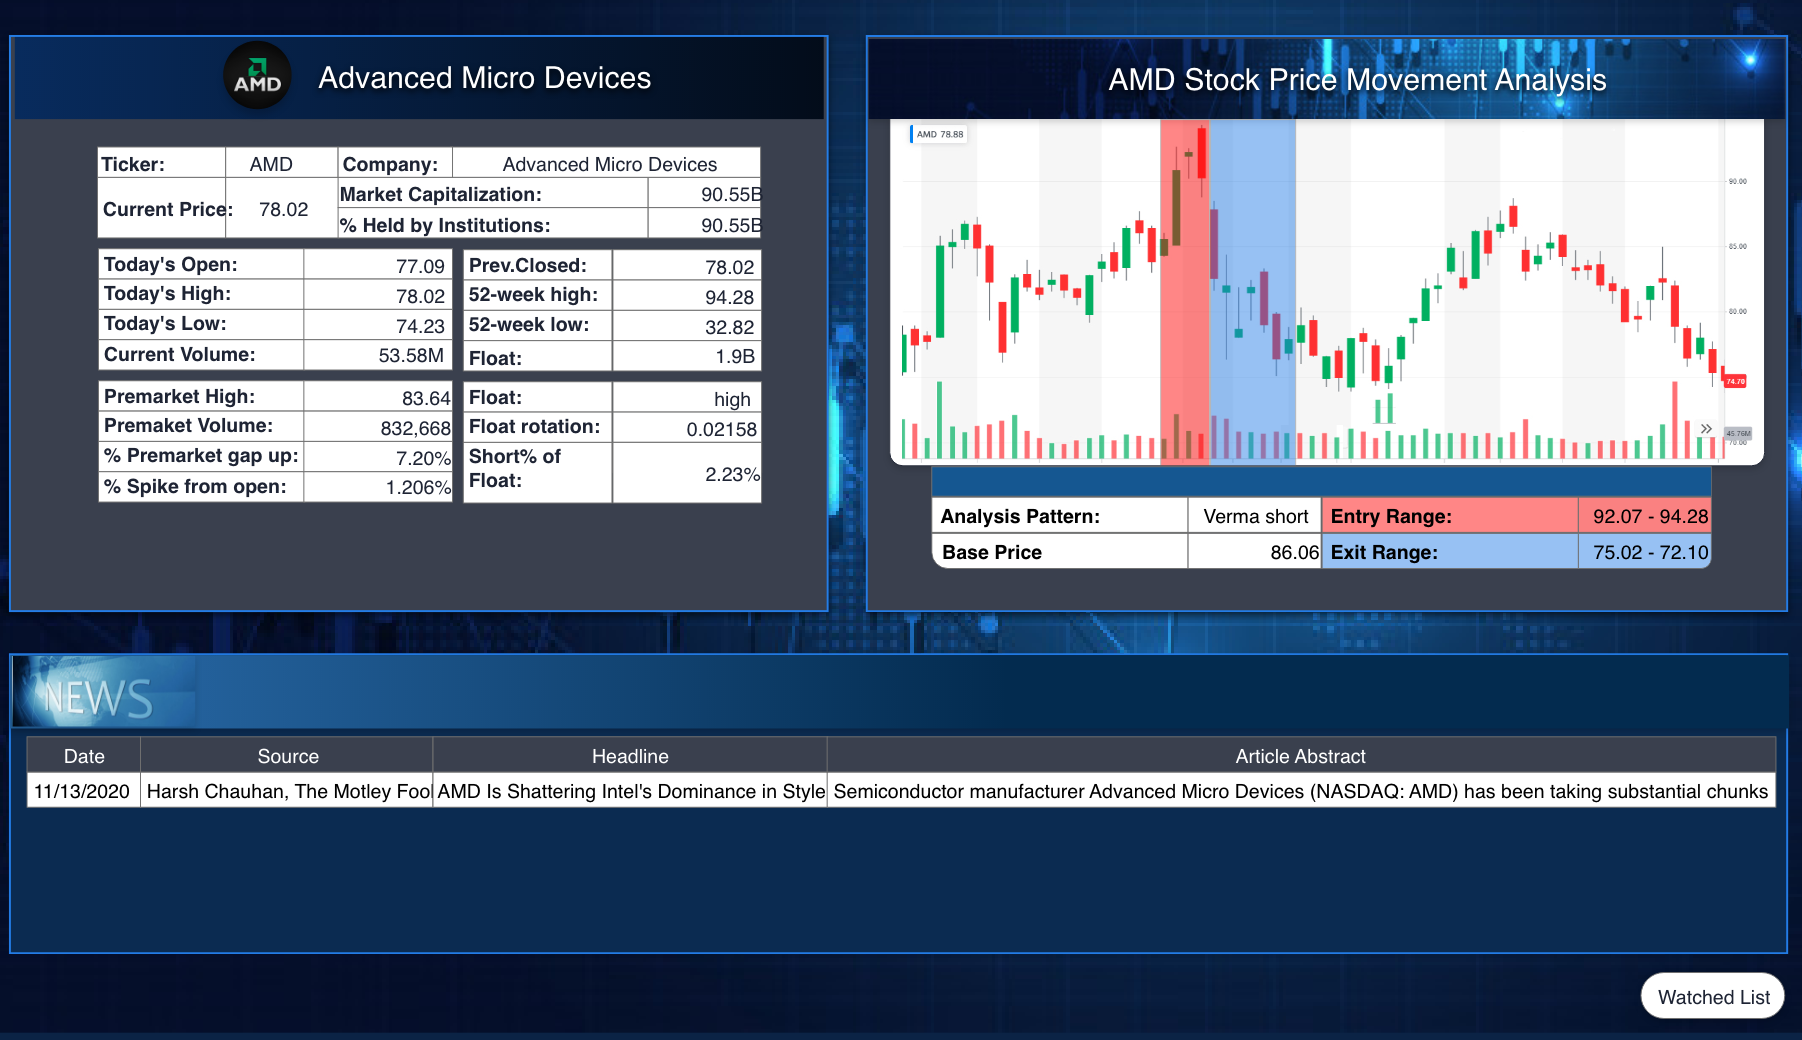 AMD
Advanced Micro Devices
Ticker: AMD Company: Advanced Micro Devices
Current Price: 78.02
Market Capitalization: 90.55B
% Held by Institutions: 90.55B
Today's Open: 77.09
Today's High: 78.02
Today's Low: 74.23
Current Volume: 53.58M
Prev.Closed: 78.02
52-week high: 94.28
52-week low: 32.82
Float: 1.9B
Premarket High: 83.64
Premaket Volume: 832,668
% Premarket gap up: 7.20%
% Spike from open: 1.206%
Float: high
Float rotation: 0.02158
Short% of
Float: 2.23%
AMD Stock Price Movement Analysis
AMD 78.88
90.00
85.00
80.00
74.70
45.76M
70.00
Analysis Pattern: Verma short Entry Range: 92.07 - 94.28
Base Price 86.06 Exit Range: 75.02 - 72.10
NEWS
Date Source Headline Article Abstract
11/13/2020 Harsh Chauhan, The Motley Fool AMD Is Shattering Intel's Dominance in Style Semiconductor manufacturer Advanced Micro Devices (NASDAQ: AMD) has been taking substantial chunks
Watched List